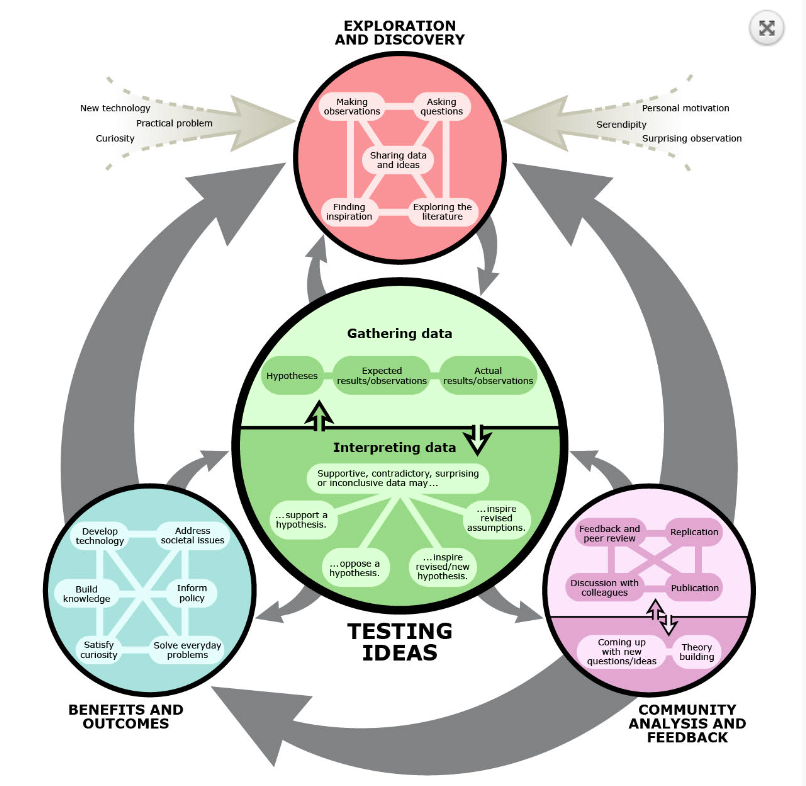 EXPLORATION
AND DISCOVERY
New technology
Practical problem
Curiosity
Personal motivation
Serendipity
Surprising observation
Making
observations
Asking
questions
Sharing data
and ideas
Finding
inspiration
Exploring the
literature
Gathering data
Hypotheses
Expected
results/observations
Actual
results/observations
Interpreting data
Supportive, contradictory, surprising
or inconclusive data may...
...support a
hypothesis.
...oppose a
hypothesis.
...inspire
revised/new
hypothesis.
...inspire
revised
assumptions.
TESTING
IDEAS
Develop
technology
Address
societal issues
Build
knowledge
Inform
policy
Satisfy
curiosity
Solve everyday
problems
BENEFITS AND
OUTCOMES
Feedback and
peer review
Replication
Discussion with
colleagues
Publication
Coming up
with new
questions/ideas
Theory
building
COMMUNITY
ANALYSIS AND
FEEDBACK